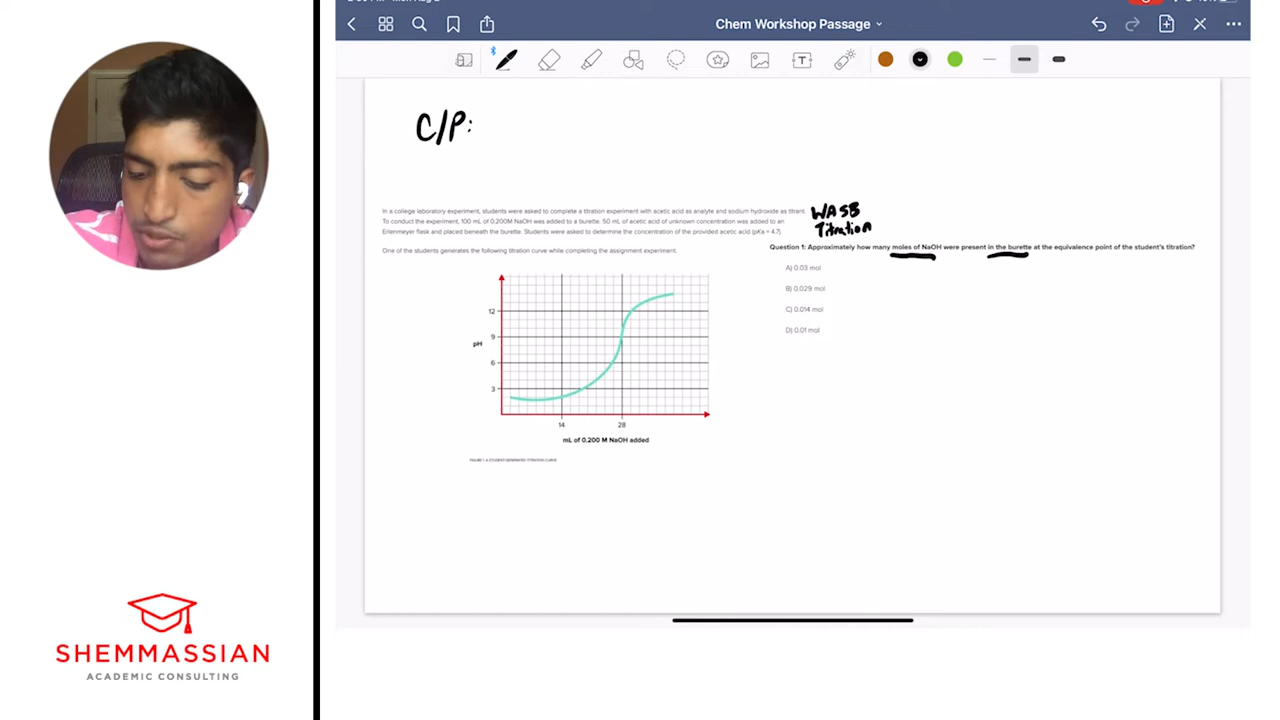 Chem Workshop Passage
C/P:
In a college laboratory experiment, students were asked to complete a titration experiment with acetic acid as analyte and sodium hydroxide as titrant.
To conduct the experiment, 100 mL of 0.200M NaOH was added to a burette. 50 mL of acetic acid of unknown concentration was added to an
Erlenmeyer flask and placed beneath the burette. Students were asked to determine the concentration of the provided acetic acid (pKa = 4.7).
WASB
Titration
One of the students generates the following titration curve while completing the assignment experiment.
Question 1: Approximately how many moles of NaOH were present in the burette at the equivalence point of the student's titration?
A) 0.03 mol
B) 0.029 mol
C) 0.014 mol
D) 0.01 mol
12
9
pH
6
3
14
28
mL of 0.200 M NaOH added
FIGURE 1. A STUDENT-GENERATED TITRATION CURVE
SHEMMASSIAN
ACADEMIC CONSULTING